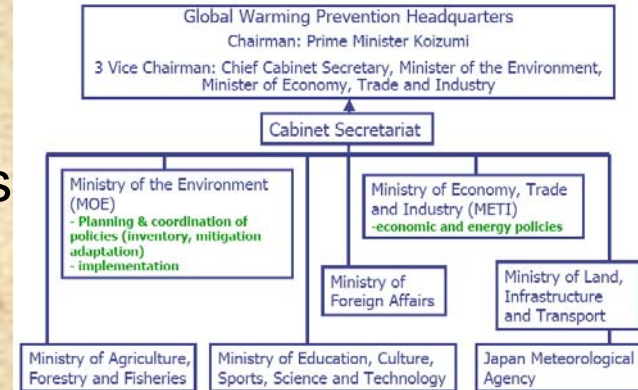 Global Warming Prevention Headquarters
Chairman: Prime Minister Koizumi
3 Vice Chairman: Chief Cabinet Secretary, Minister of the Environment,
Minister of Economy, Trade and Industry
Cabinet Secretariat
s
Ministry of the Environment
(MOE)
- Planning & coordination of
policies (inventory, mitigation
adaptation)
- implementation
Ministry of Economy, Trade
and Industry (METI)
-economic and energy policies
Ministry of
Foreign Affairs
Ministry of Land,
Infrastructure
and Transport
Ministry of Agriculture,
Forestry and Fisheries
Ministry of Education, Culture,
Sports, Science and Technology
Japan Meteorological
Agency